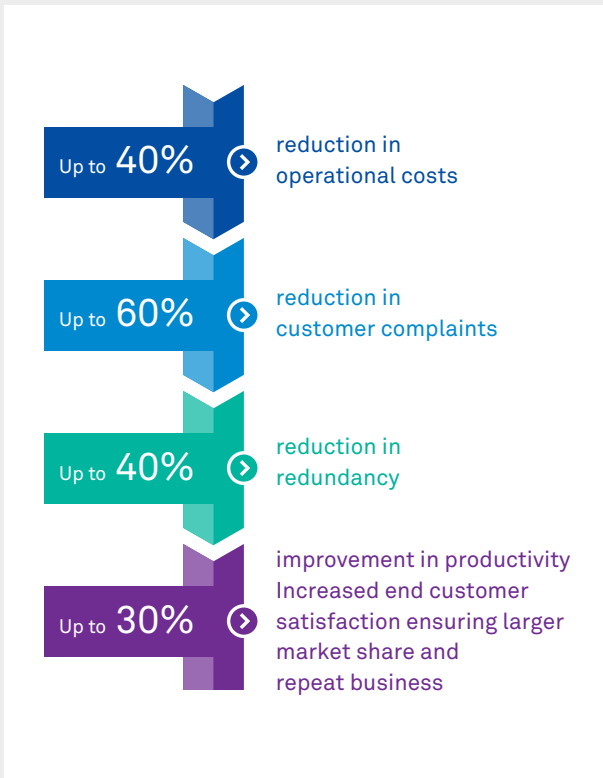 Up to 40%
reduction in
operational costs
Up to 60%
reduction in
customer complaints
Up to 40%
reduction in
redundancy
Up to 30%
improvement in productivity
Increased end customer
satisfaction ensuring larger
market share and
repeat business